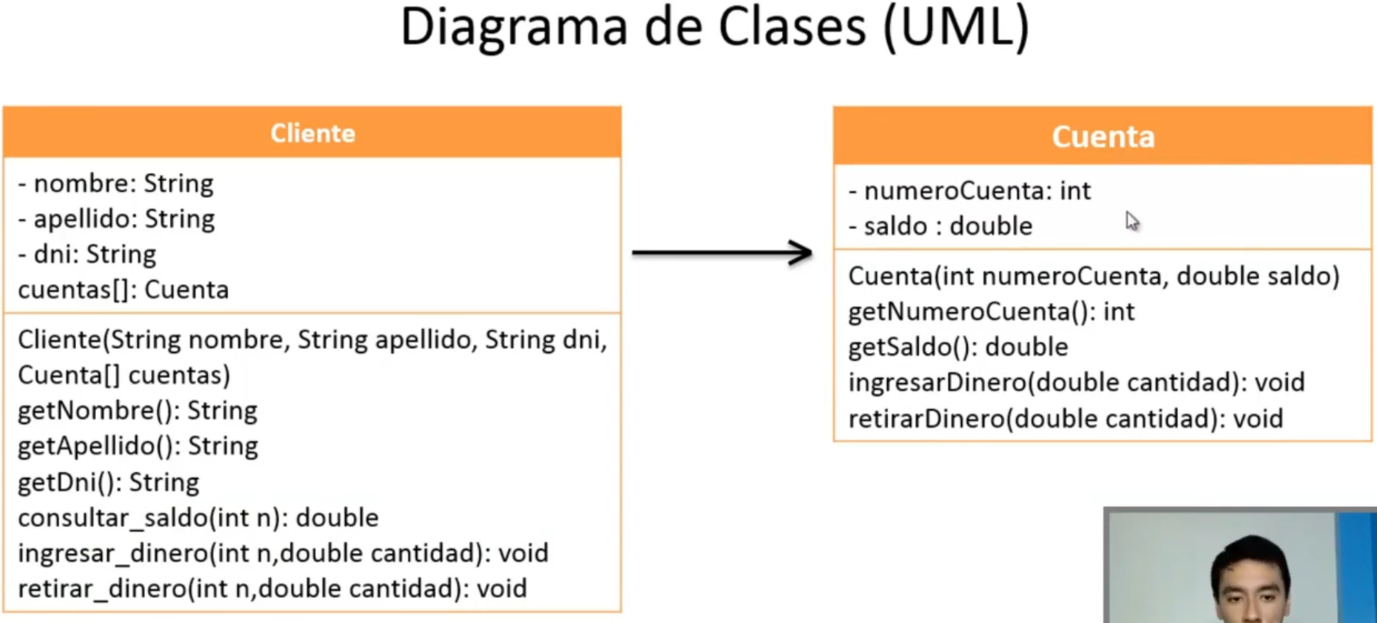 Diagrama de Clases (UML)
Cliente
- nombre: String
- apellido: String
- dni: String
cuentas[]: Cuenta
Cliente(String nombre, String apellido, String dni,
Cuenta[] cuentas)
getNombre(): String
getApellido(): String
getDni(): String
consultar_saldo(int n): double
ingresar_dinero(int n,double cantidad): void
retirar_dinero(int n,double cantidad): void
Cuenta
- numeroCuenta: int
- saldo : double
Cuenta(int numeroCuenta, double saldo)
getNumeroCuenta(): int
getSaldo(): double
ingresarDinero(double cantidad): void
retirarDinero(double cantidad): void